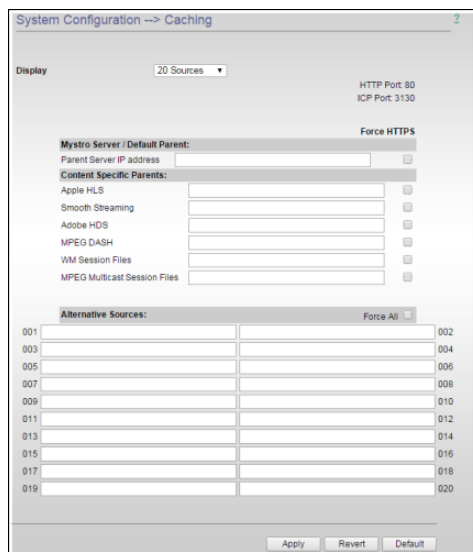 System Configuration --> Caching ?
Display 20 Sources
HTTP Port: 80
ICP Port: 3130
Force HTTPS
Mystro Server / Default Parent:
Parent Server IP address
Content Specific Parents:
Apple HLS
Smooth Streaming
Adobe HDS
MPEG DASH
WM Session Files
MPEG Multicast Session Files
Alternative Sources: Force All
001 002
003 004
005 006
007 008
009 010
011 012
013 014
015 016
017 018
019 020
Apply Revert Default